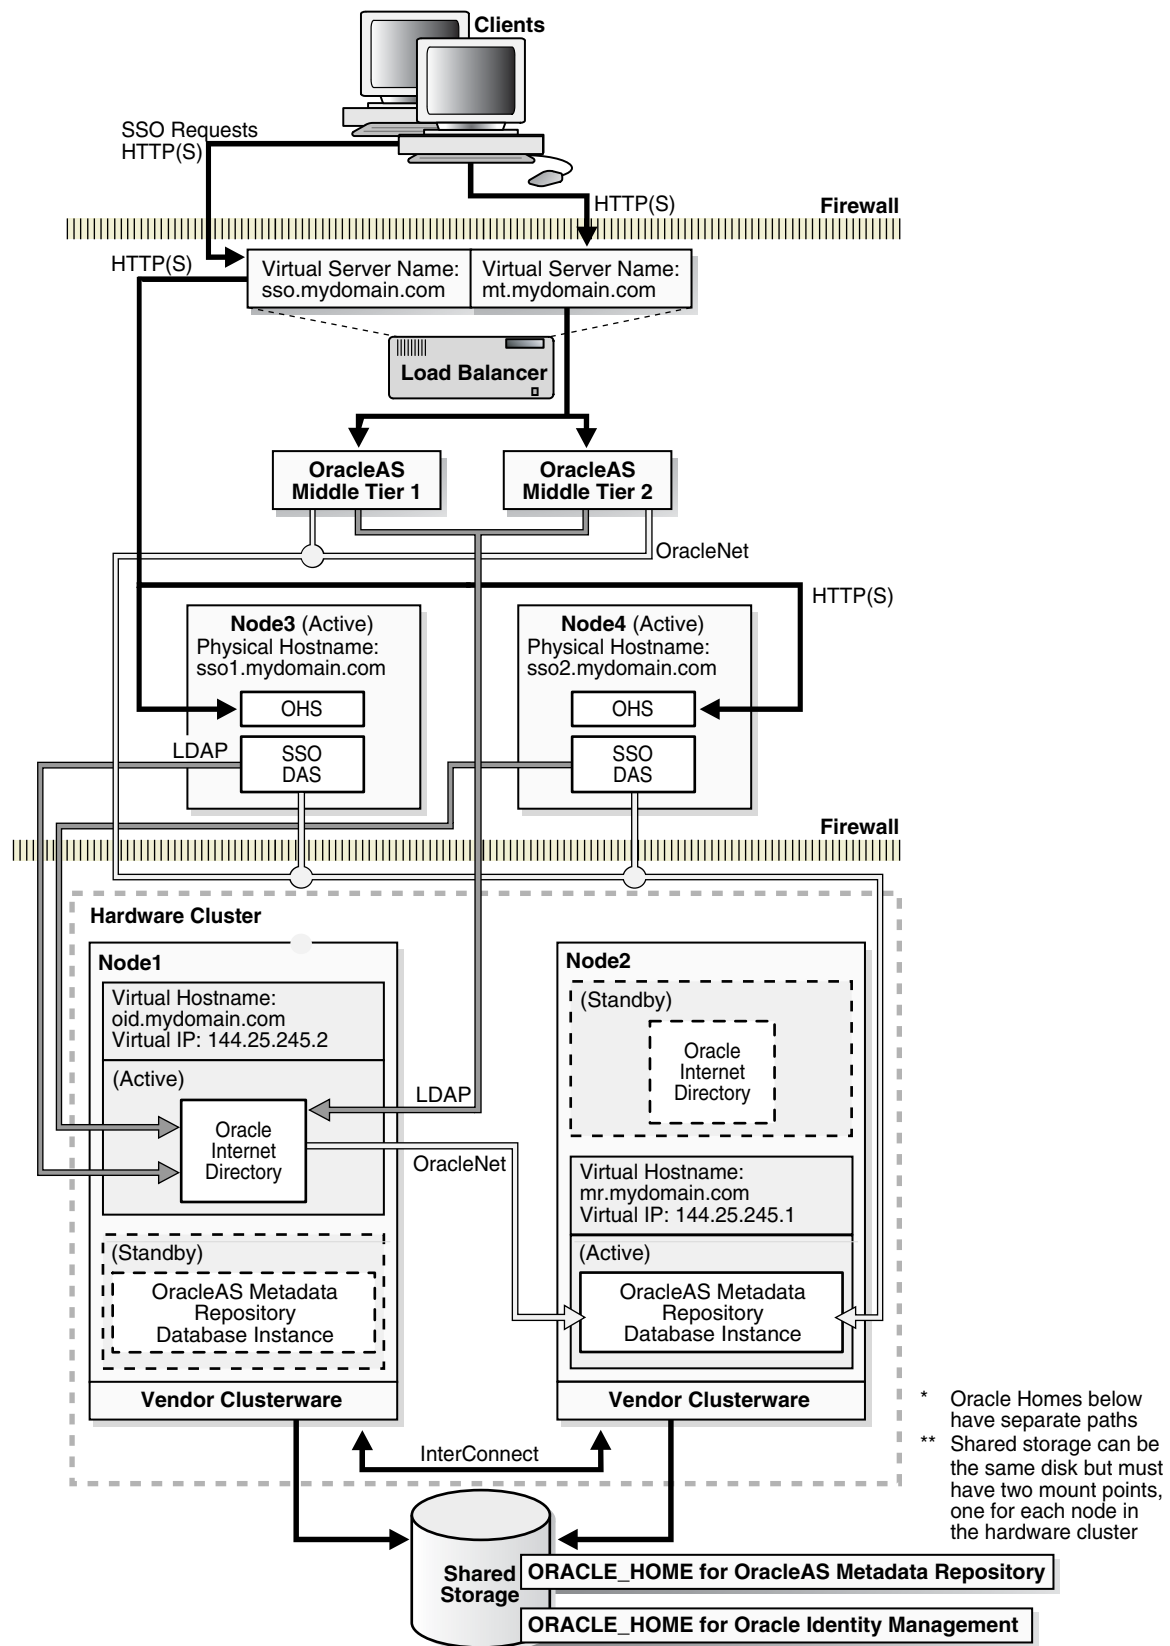 Clients
SSO Requests
HTTP(S)
HTTP(S)
Firewall
HTTP(S)
Virtual Server Name:
sso.mydomain.com
Virtual Server Name:
mt.mydomain.com
Load Balancer
OracleAS
Middle Tier 1
OracleAS
Middle Tier 2
OracleNet
HTTP(S)
Node3 (Active)
Physical Hostname:
sso1.mydomain.com
OHS
LDAP
SSO
DAS
Node4 (Active)
Physical Hostname:
sso2.mydomain.com
OHS
SSO
DAS
Firewall
Hardware Cluster
Node1
Virtual Hostname:
oid.mydomain.com
Virtual IP: 144.25.245.2
(Active)
Oracle
Internet
Directory
LDAP
OracleNet
(Standby)
OracleAS Metadata
Repository
Database Instance
Vendor Clusterware
Node2
(Standby)
Oracle
Internet
Directory
Virtual Hostname:
mr.mydomain.com
Virtual IP: 144.25.245.1
(Active)
OracleAS Metadata
Repository
Database Instance
Vendor Clusterware
InterConnect
* Oracle Homes below
have separate paths
** Shared storage can be
the same disk but must
have two mount points,
one for each node in
the hardware cluster
Shared
Storage
ORACLE_HOME for OracleAS Metadata Repository
ORACLE_HOME for Oracle Identity Management